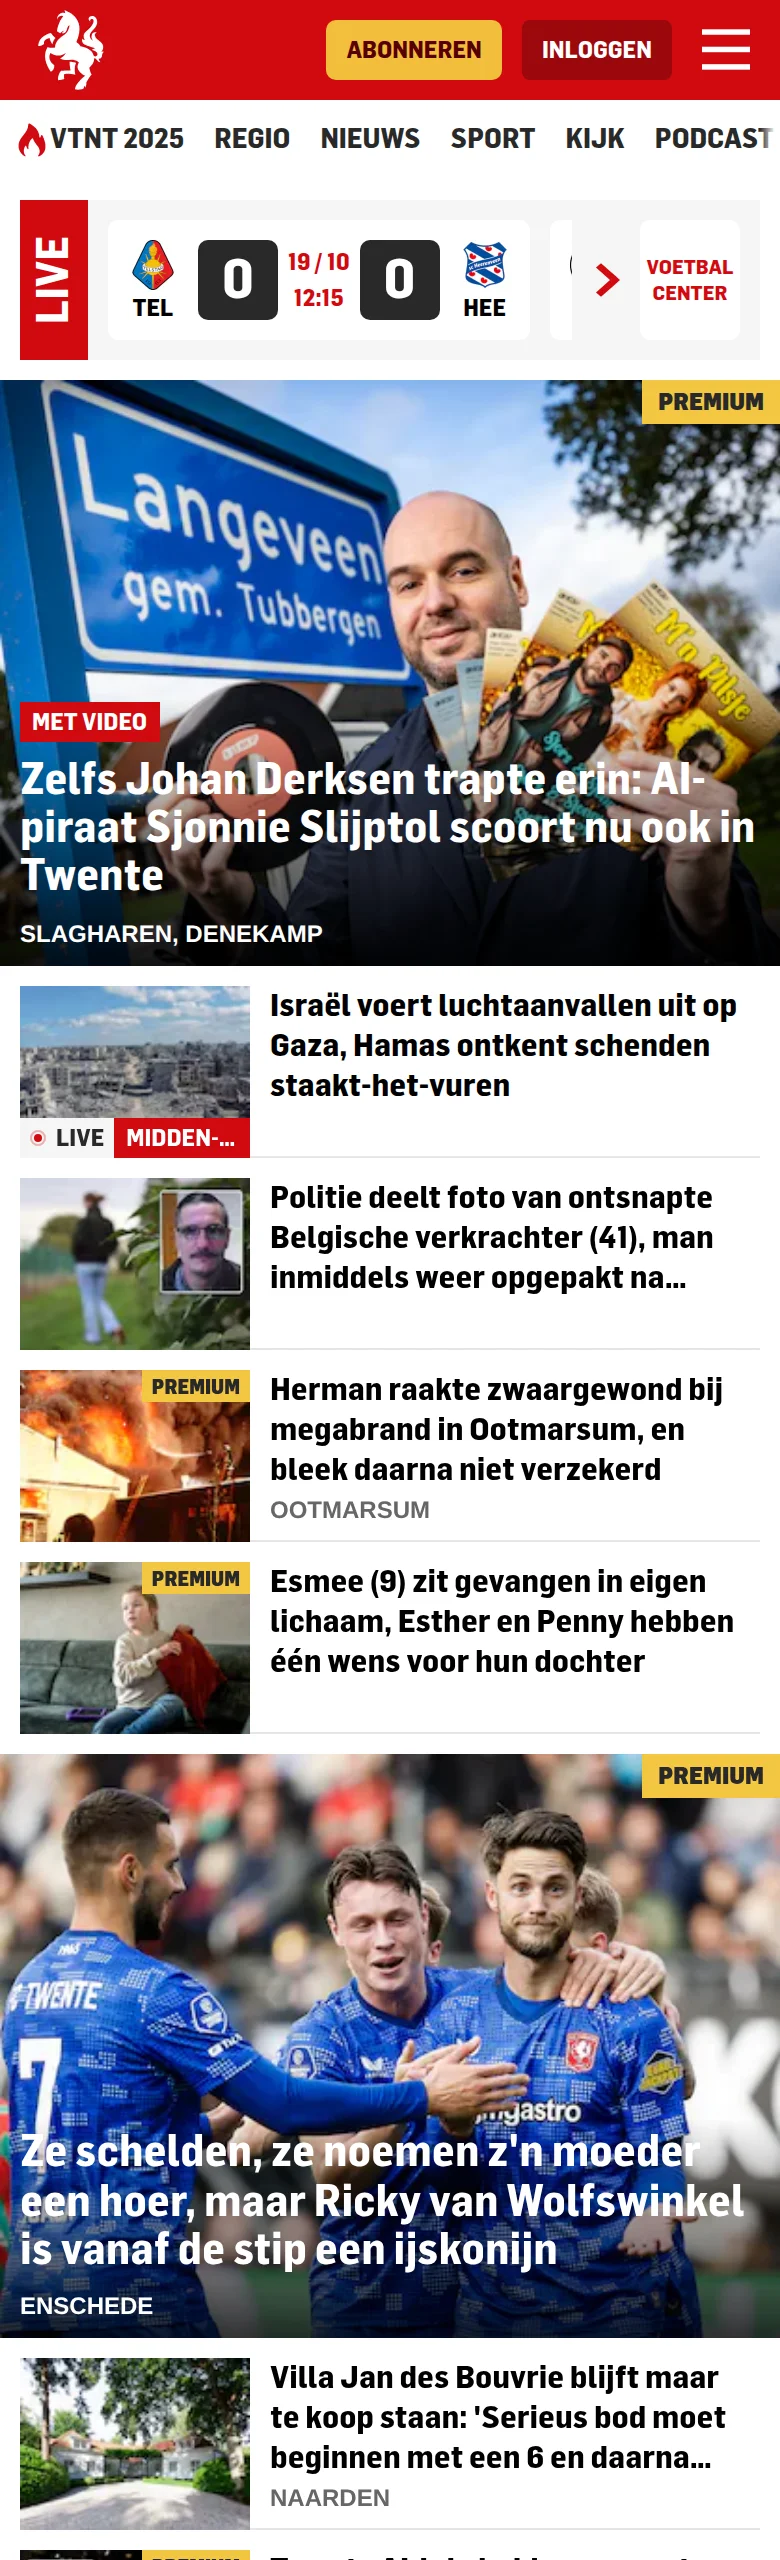 ABONNEREN
INLOGGEN
VTNT 2025 REGIO NIEUWS SPORT KIJK PODCAST
LIVE
TEL
0
19 / 10
12:15
0
HEE
VOETBAL
CENTER
PREMIUM
Langeveen
gem. Tubbergen
M'n Pilsje
MET VIDEO
Zelfs Johan Derksen trapte erin: AI-
piraat Sjonnie Slijptol scoort nu ook in
Twente
SLAGHAREN, DENEKAMP
Israël voert luchtaanvallen uit op
Gaza, Hamas ontkent schenden
staakt-het-vuren
LIVE
MIDDEN-...
Politie deelt foto van ontsnapte
Belgische verkrachter (41), man
inmiddels weer opgepakt na...
PREMIUM
Herman raakte zwaargewond bij
megabrand in Ootmarsum, en
bleek daarna niet verzekerd
OOTMARSUM
PREMIUM
Esmee (9) zit gevangen in eigen
lichaam, Esther en Penny hebben
één wens voor hun dochter
PREMIUM
1965
TWENTE
7
Ze schelden, ze noemen z'n moeder
een hoer, maar Ricky van Wolfswinkel
is vanaf de stip een ijskonijn
ENSCHEDE
Villa Jan des Bouvrie blijft maar
te koop staan: 'Serieus bod moet
beginnen met een 6 en daarna...
NAARDEN